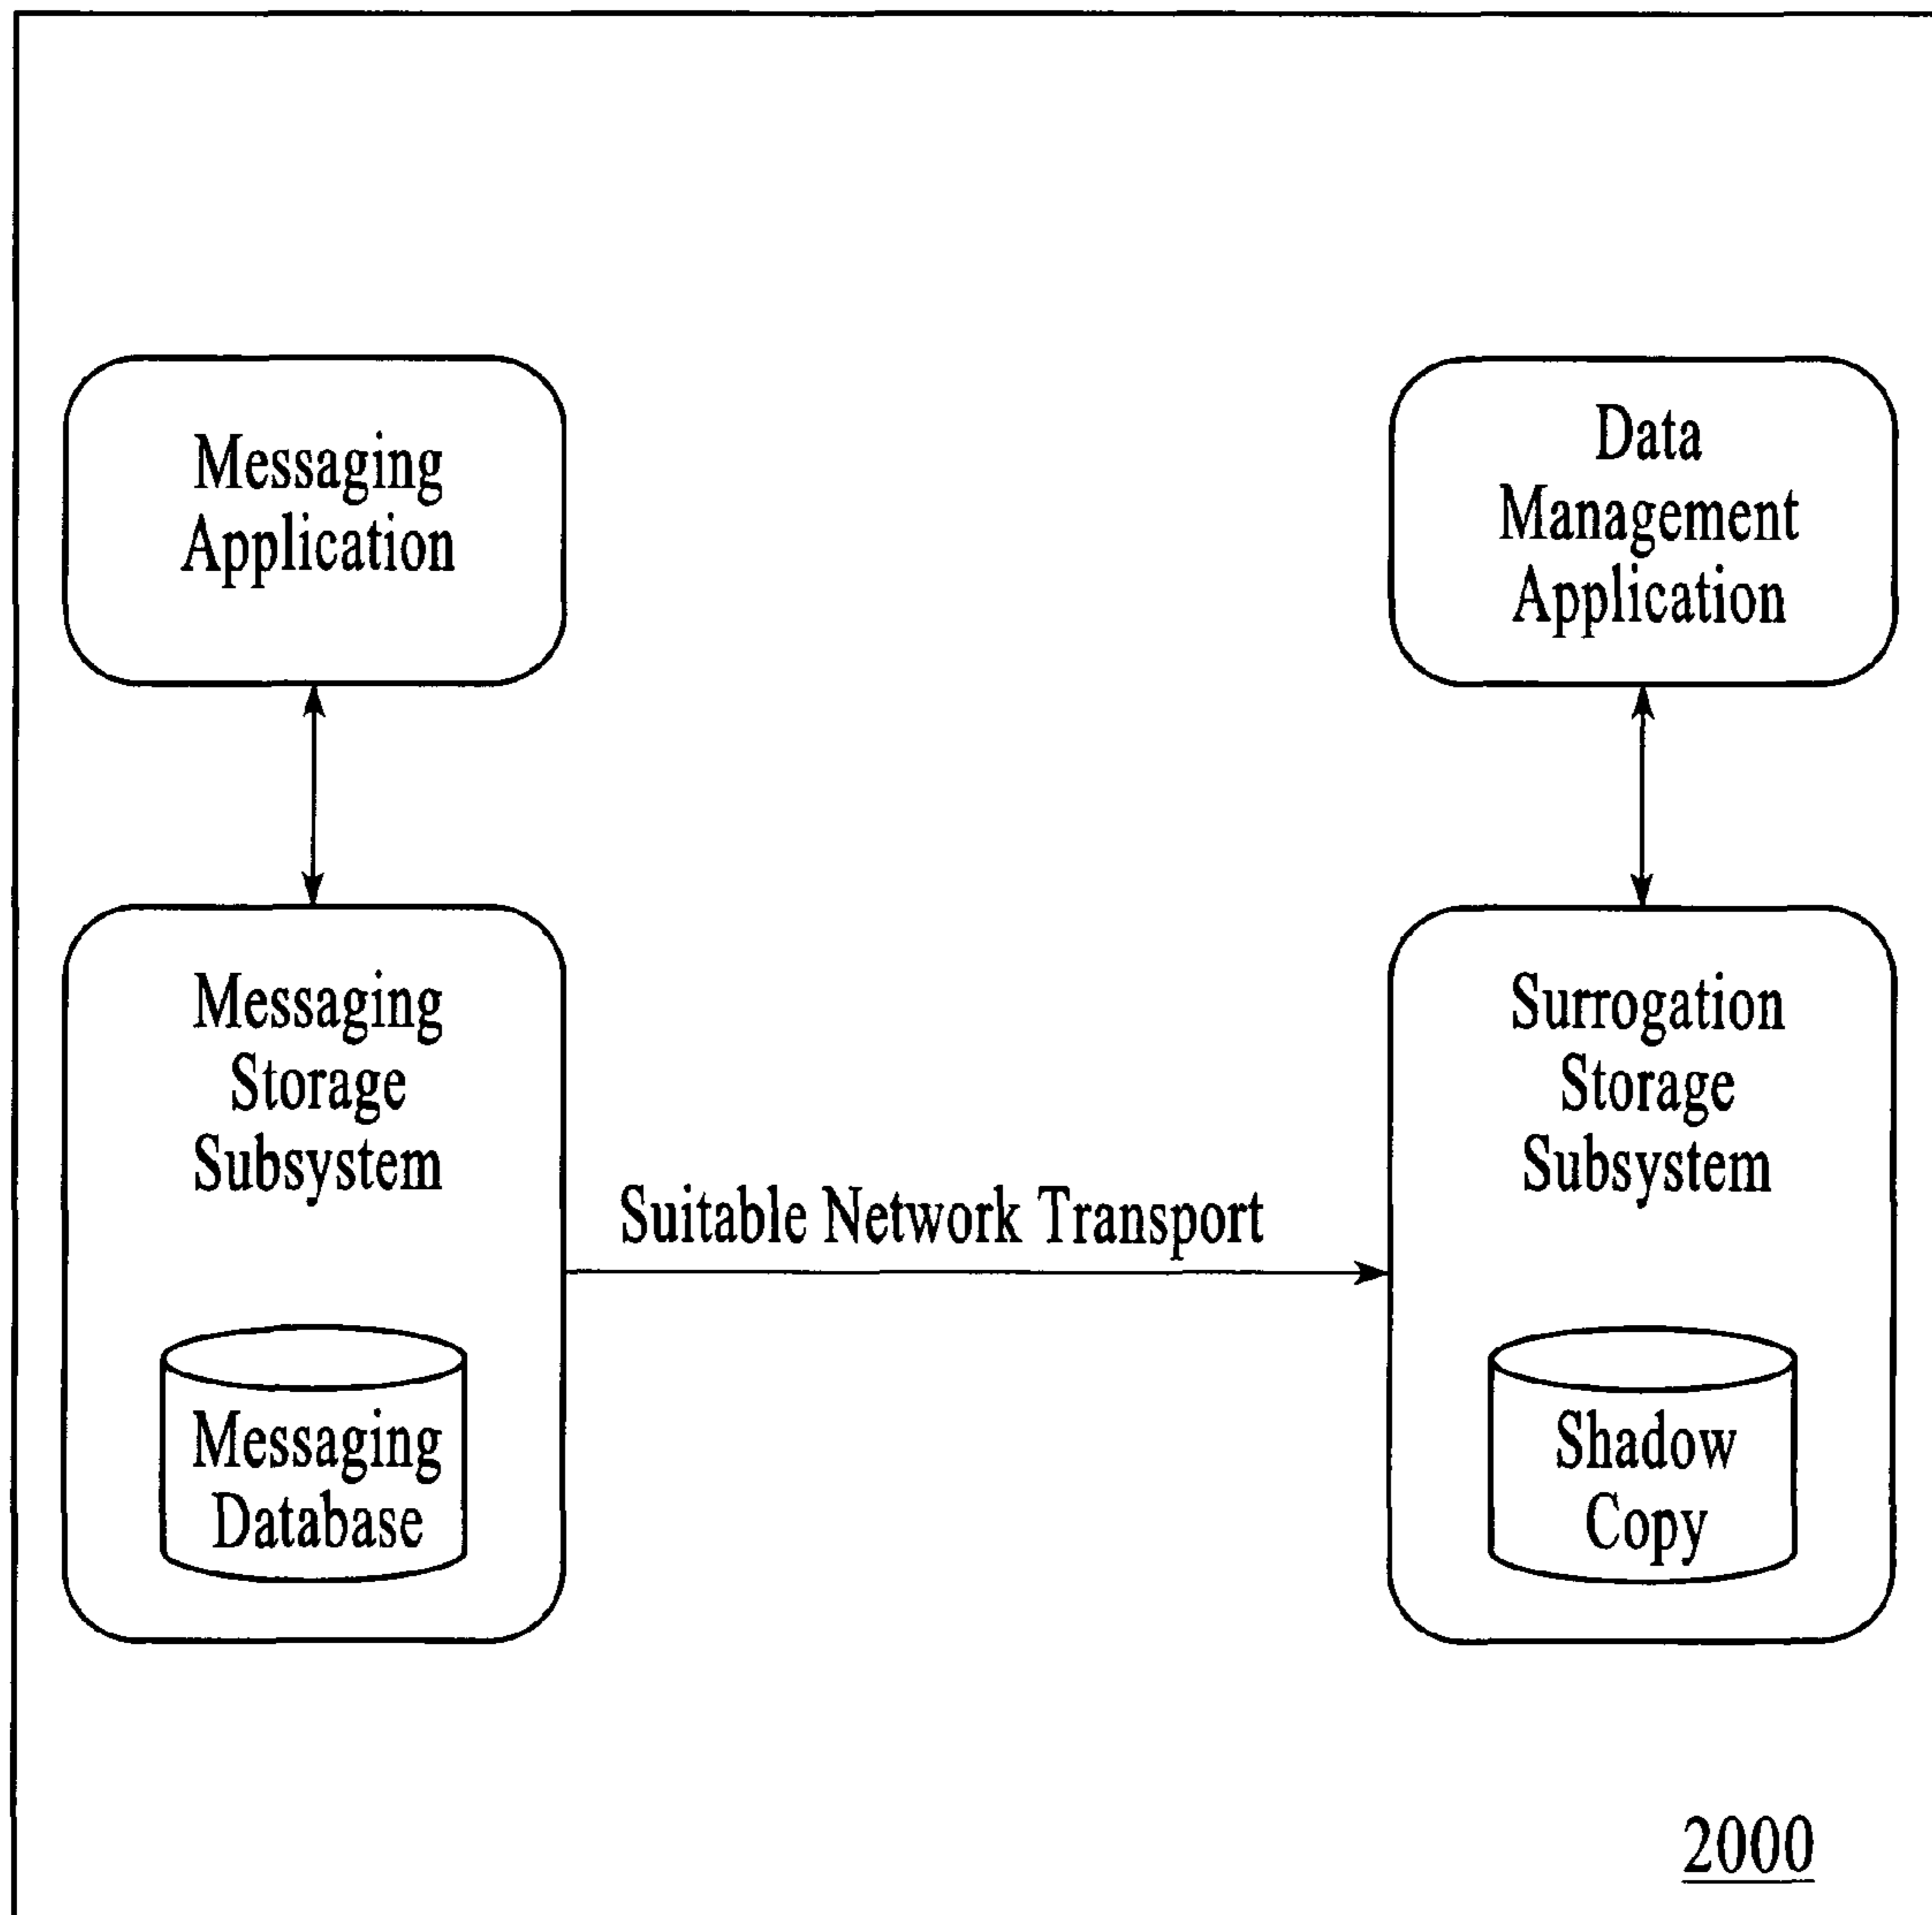 Messaging
Application
Data
Management
Application
Messaging
Storage
Subsystem
Surrogation
Storage
Subsystem
Suitable Network Transport
Messaging
Database
Shadow
Copy
2000